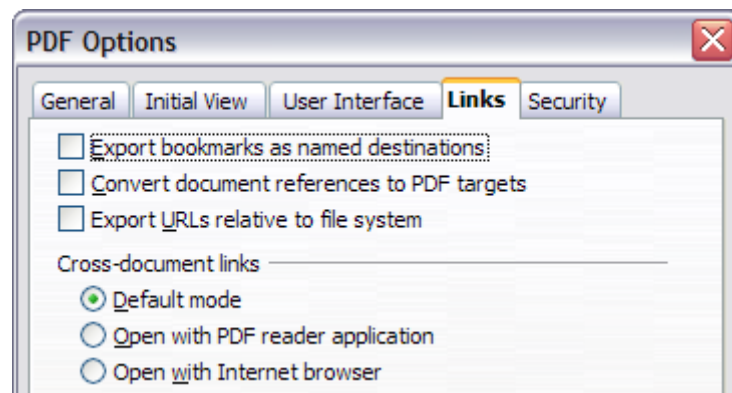 PDF Options
General Initial View User Interface Links Security
Export bookmarks as named destinations
Convert document references to PDF targets
Export URLs relative to file system
Cross-document links
Default mode
Open with PDF reader application
Open with Internet browser